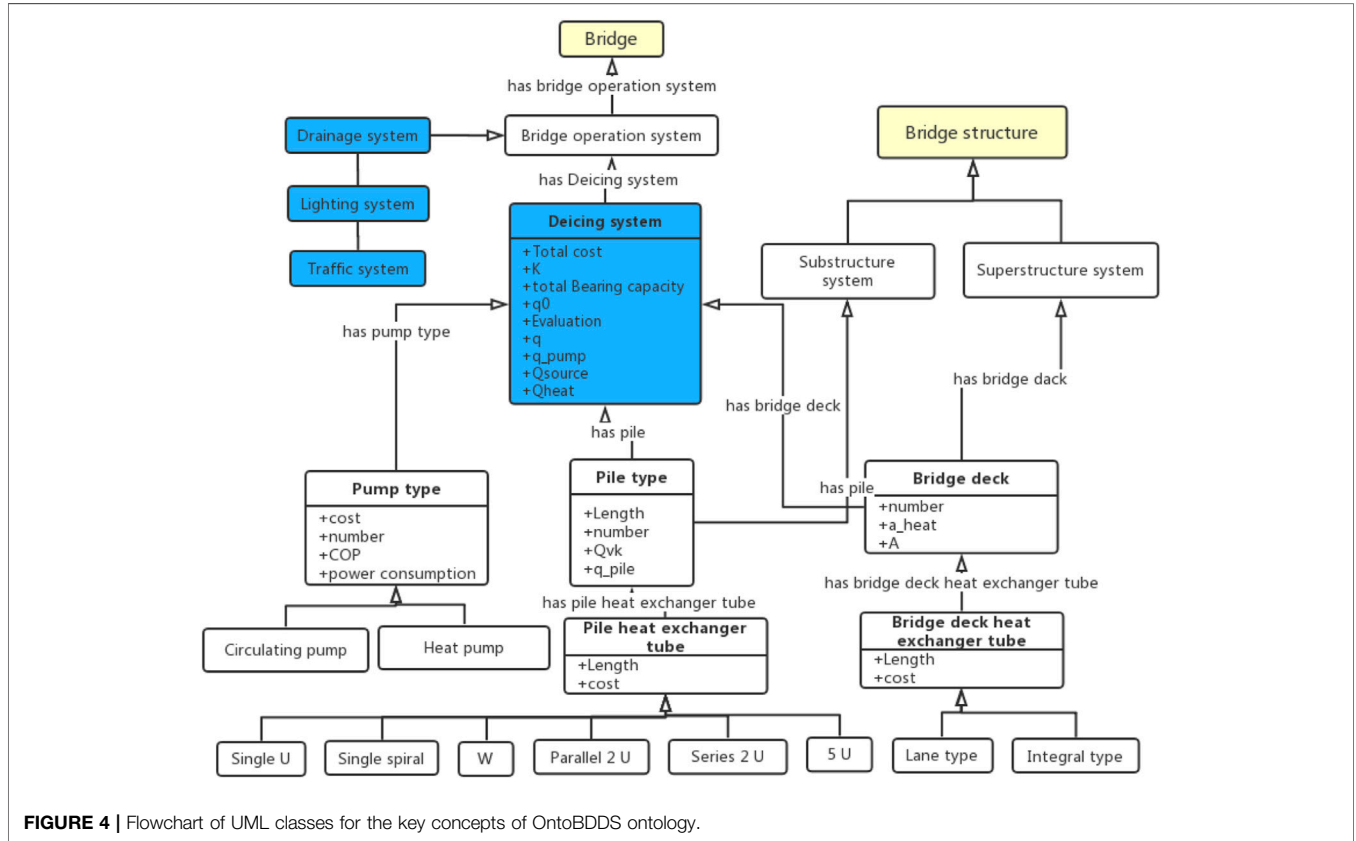 Bridge
has bridge operation system
Drainage system
Bridge operation system
Bridge structure
has Deicing system
Lighting system
Traffic system
Deicing system
+Total cost
+K
+total Bearing capacity
+q0
+Evaluation
+q
+q_pump
+Qsource
+Qheat
Substructure
system
Superstructure system
has pump type
has bridge deck
has bridge dack
has pile
has pile
Pump type
+cost
+number
+COP
+power consumption
Pile type
+Length
+number
+Qvk
+q_pile
Bridge deck
+number
+a_heat
+A
has pile heat exchanger tube
has bridge deck heat exchanger tube
Circulating pump
Heat pump
Pile heat exchanger
tube
+Length
+cost
Bridge deck heat
exchanger tube
+Length
+cost
Single U
Single spiral
W
Parallel 2 U
Series 2 U
5 U
Lane type
Integral type
FIGURE 4 | Flowchart of UML classes for the key concepts of OntoBDDS ontology.